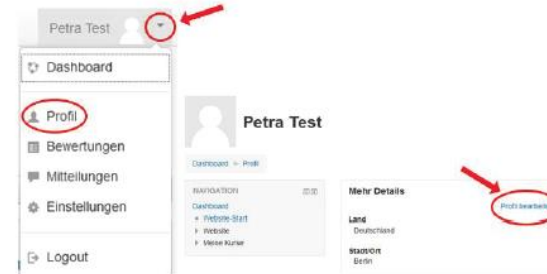 Petra Test
Dashboard
Profil
Bewertungen
Mitteilungen
Einstellungen
Logout
Petra Test
Dashboard ► Profil
NAVIGATION
Dashboard
Website-Start
Website
Meine Kurse
Mehr Details
Profil bearbeiten
Land
Deutschland
Stadt/Ort
Berlin